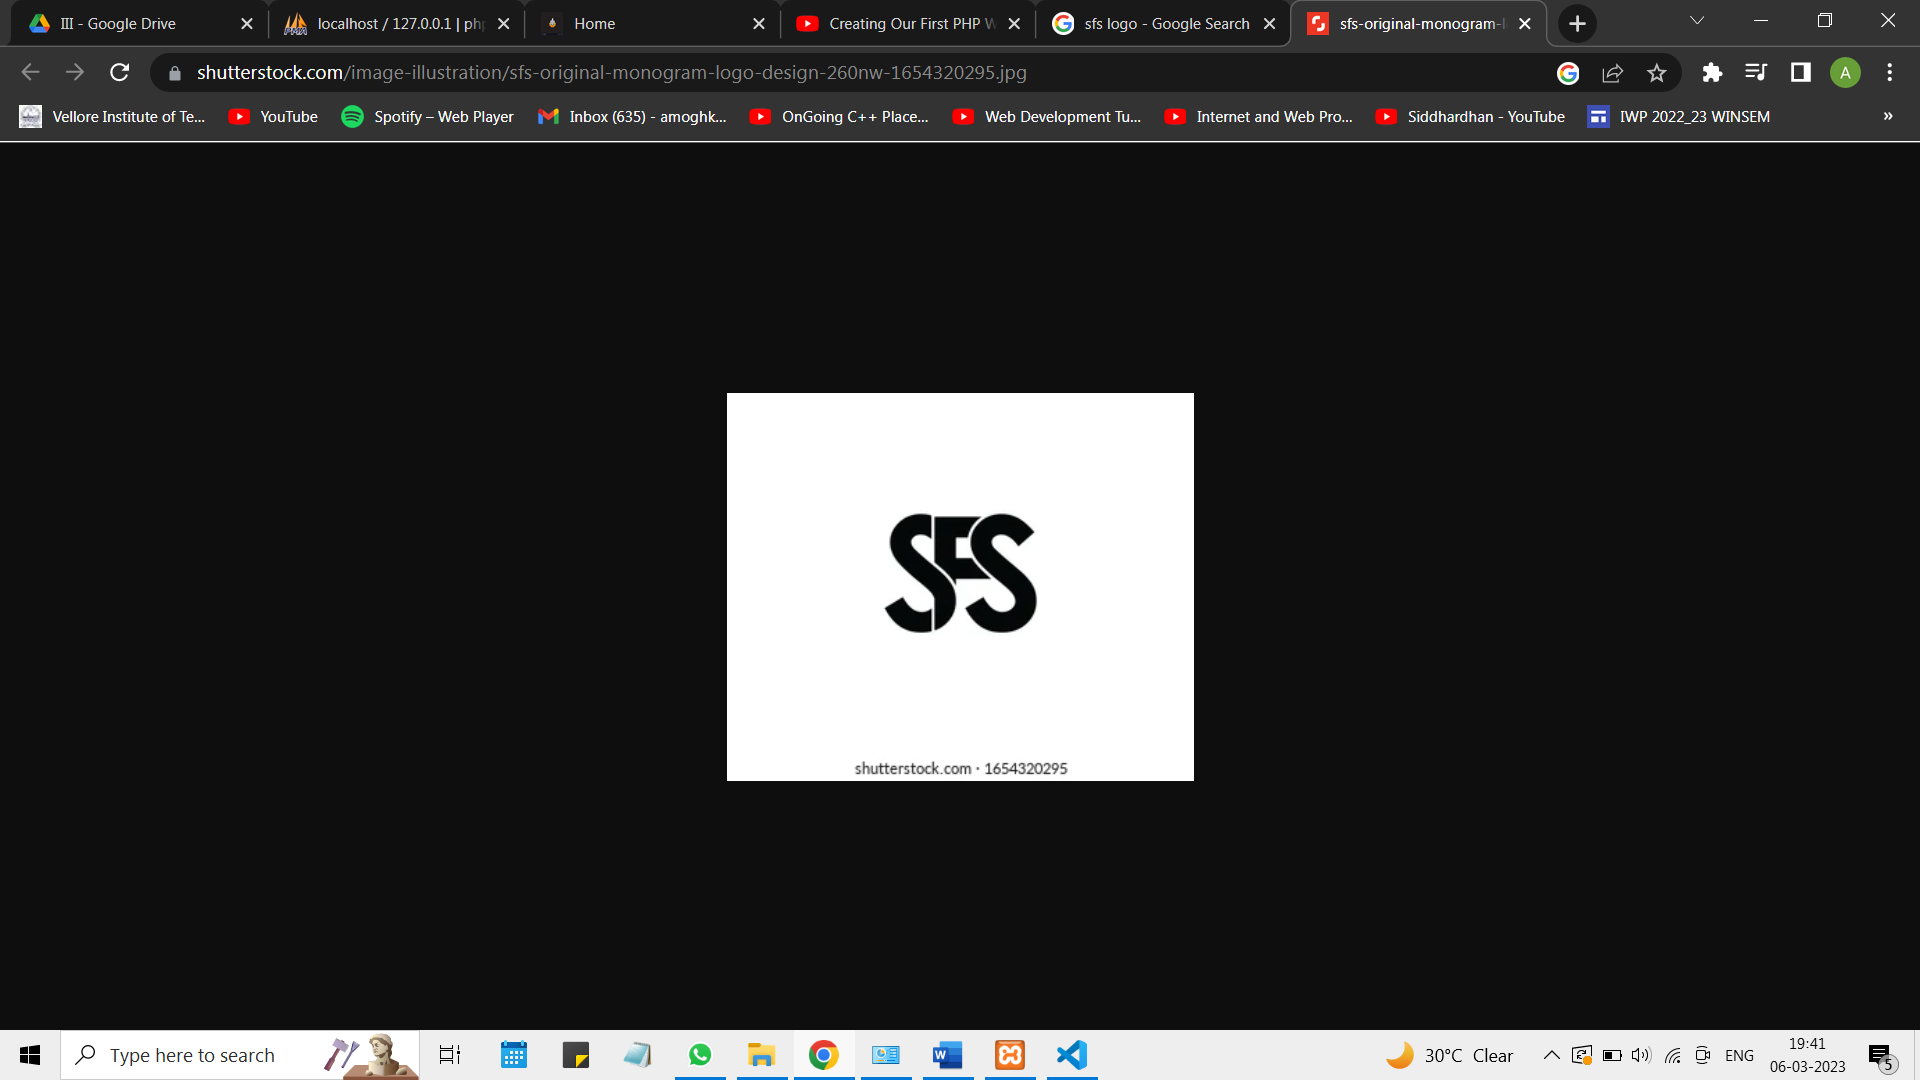 III - Google Drive
localhost / 127.0.0.1 | ph
Home
Creating Our First PHP W
sfs logo - Google Search
sfs-original-monogram-l
shutterstock.com/image-illustration/sfs-original-monogram-logo-design-260nw-1654320295.jpg
A
Vellore Institute of Te...
YouTube
Spotify – Web Player
Inbox (635) - amoghk...
OnGoing C++ Place...
Web Development Tu...
Internet and Web Pro...
Siddhardhan - YouTube
IWP 2022_23 WINSEM
»
SFS
shutterstock.com · 1654320295
Type here to search
30°C Clear
ENG
19:41
06-03-2023
5